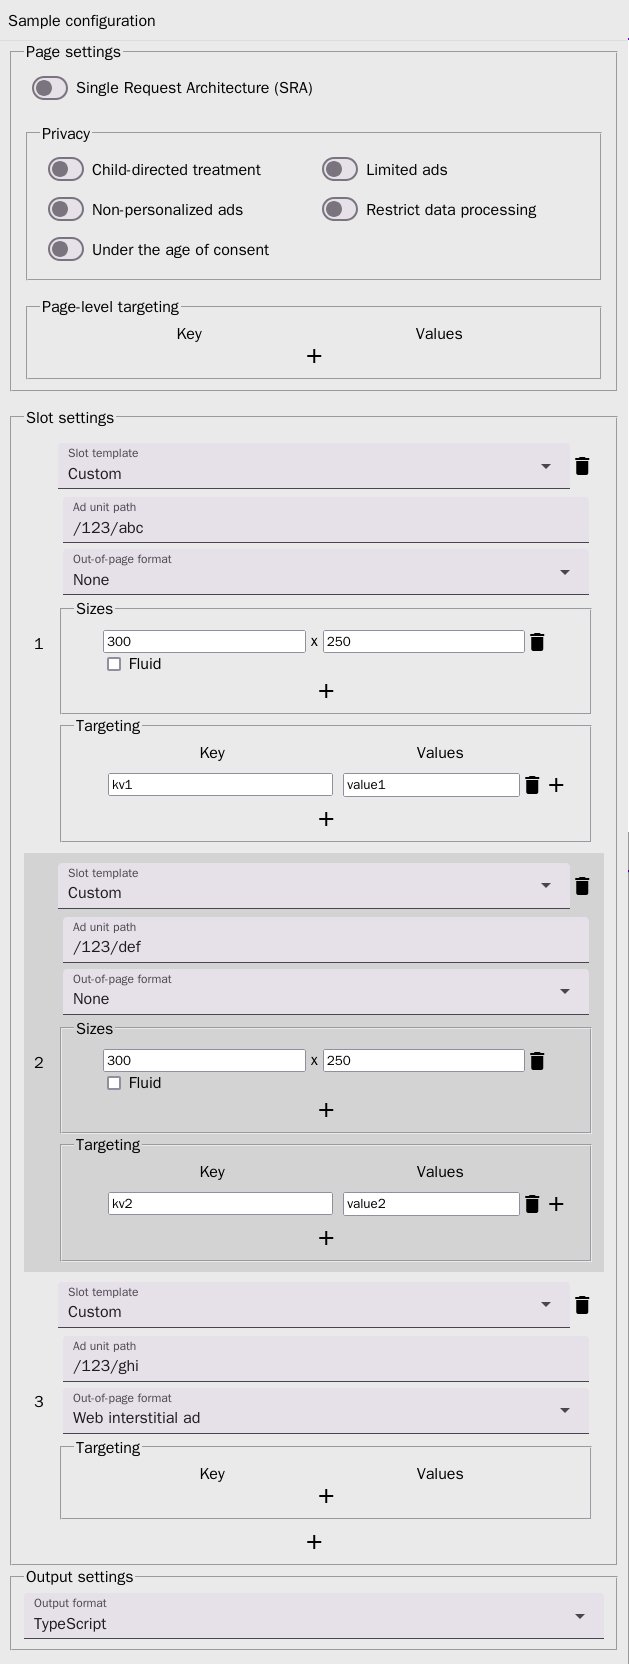 Sample configuration
Page settings
Single Request Architecture (SRA)
Privacy
Child-directed treatment Limited ads
Non-personalized ads Restrict data processing
Under the age of consent
Page-level targeting
Key Values
+
Slot settings
Slot template
Custom
Ad unit path
/123/abc
Out-of-page format
None
Sizes
1
300 x 250
Fluid
+
Targeting
Key Values
kv1 value1 +
+
Slot template
Custom
Ad unit path
/123/def
Out-of-page format
None
Sizes
2
300 x 250
Fluid
+
Targeting
Key Values
kv2 value2 +
+
Slot template
Custom
Ad unit path
/123/ghi
3
Out-of-page format
Web interstitial ad
Targeting
Key Values
+
+
Output settings
Output format
TypeScript